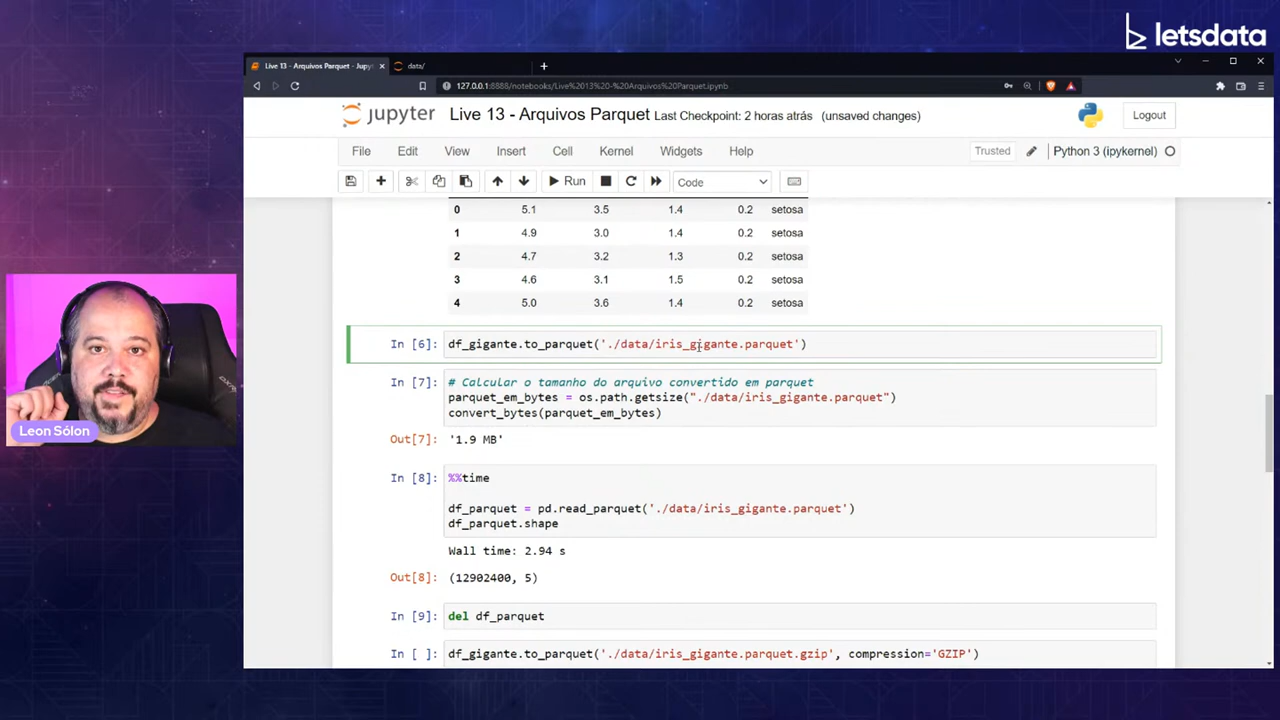 letsdata
Live 13 - Arquivos Parquet - Jupyt
data/
127.0.0.1:8888/notebooks/Live%2013%20-%20Arquivos%20Parquet.ipynb
jupyter Live 13 - Arquivos Parquet Last Checkpoint: 2 horas atrás (unsaved changes)
Logout
File Edit View Insert Cell Kernel Widgets Help
Trusted Python 3 (ipykernel)
Run Code
0 5.1 3.5 1.4 0.2 setosa
1 4.9 3.0 1.4 0.2 setosa
2 4.7 3.2 1.3 0.2 setosa
3 4.6 3.1 1.5 0.2 setosa
4 5.0 3.6 1.4 0.2 setosa
In [6]: df_gigante.to_parquet('./data/iris_gigante.parquet')
In [7]: # Calcular o tamanho do arquivo convertido em parquet
parquet_em_bytes = os.path.getsize("./data/iris_gigante.parquet")
convert_bytes(parquet_em_bytes)
Out[7]: '1.9 MB'
In [8]: %%time
df_parquet = pd.read_parquet('./data/iris_gigante.parquet')
df_parquet.shape
Wall time: 2.94 s
Out[8]: (12902400, 5)
In [9]: del df_parquet
In [ ]: df_gigante.to_parquet('./data/iris_gigante.parquet.gzip', compression='GZIP')
Leon Sólon